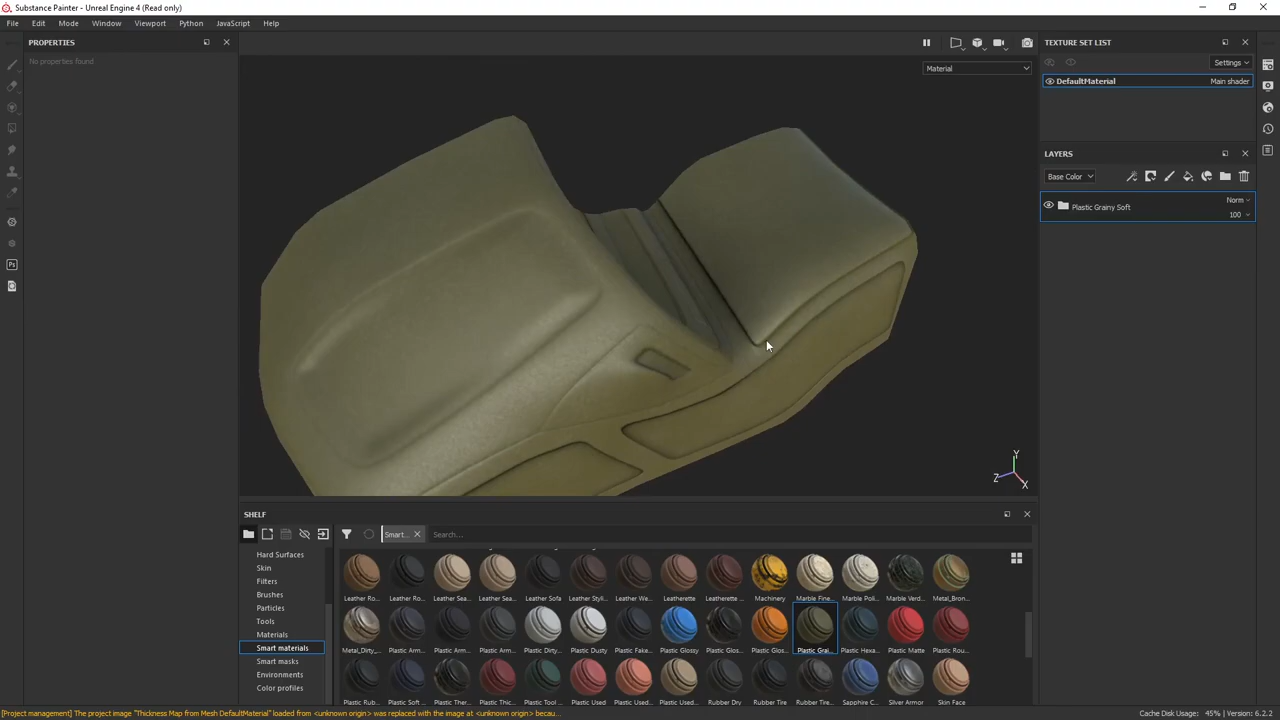 Substance Painter - Unreal Engine 4 (Read only)
File Edit Mode Window Viewport Python JavaScript Help
PROPERTIES
No properties found
Material
TEXTURE SET LIST
Settings
DefaultMaterial Main shader
LAYERS
Base Color
Plastic Grainy Soft Norm
100
Y
Z X
SHELF
Smart... Search...
Hard Surfaces
Skin
Filters
Brushes
Particles
Tools
Materials
Smart materials
Smart masks
Environments
Color profiles
Leather Ro... Leather Ro... Leather Sea... Leather Sea... Leather Sofa Leather Styli... Leather We... Leatherette Leatherette ... Machinery Marble Fine... Marble Poli... Marble Verd... Metal_Bron...
Metal_Dirty_... Plastic Arm... Plastic Arm... Plastic Arm... Plastic Dirty... Plastic Dusty Plastic Fake... Plastic Glossy Plastic Glos... Plastic Glos... Plastic Grai... Plastic Hexa... Plastic Matte Plastic Rou...
Plastic Rub... Plastic Soft ... Plastic Ther... Plastic Thic... Plastic Tool ... Plastic Used Plastic Used... Plastic Used... Rubber Dry Rubber Tire Rubber Tire... Sapphire C... Silver Armor Skin Face
[Project management] The project image "Thickness Map from Mesh DefaultMaterial" loaded from <unknown origin> was replaced with the image at <unknown origin> becau...
Cache Disk Usage: 45% | Version: 6.2.2